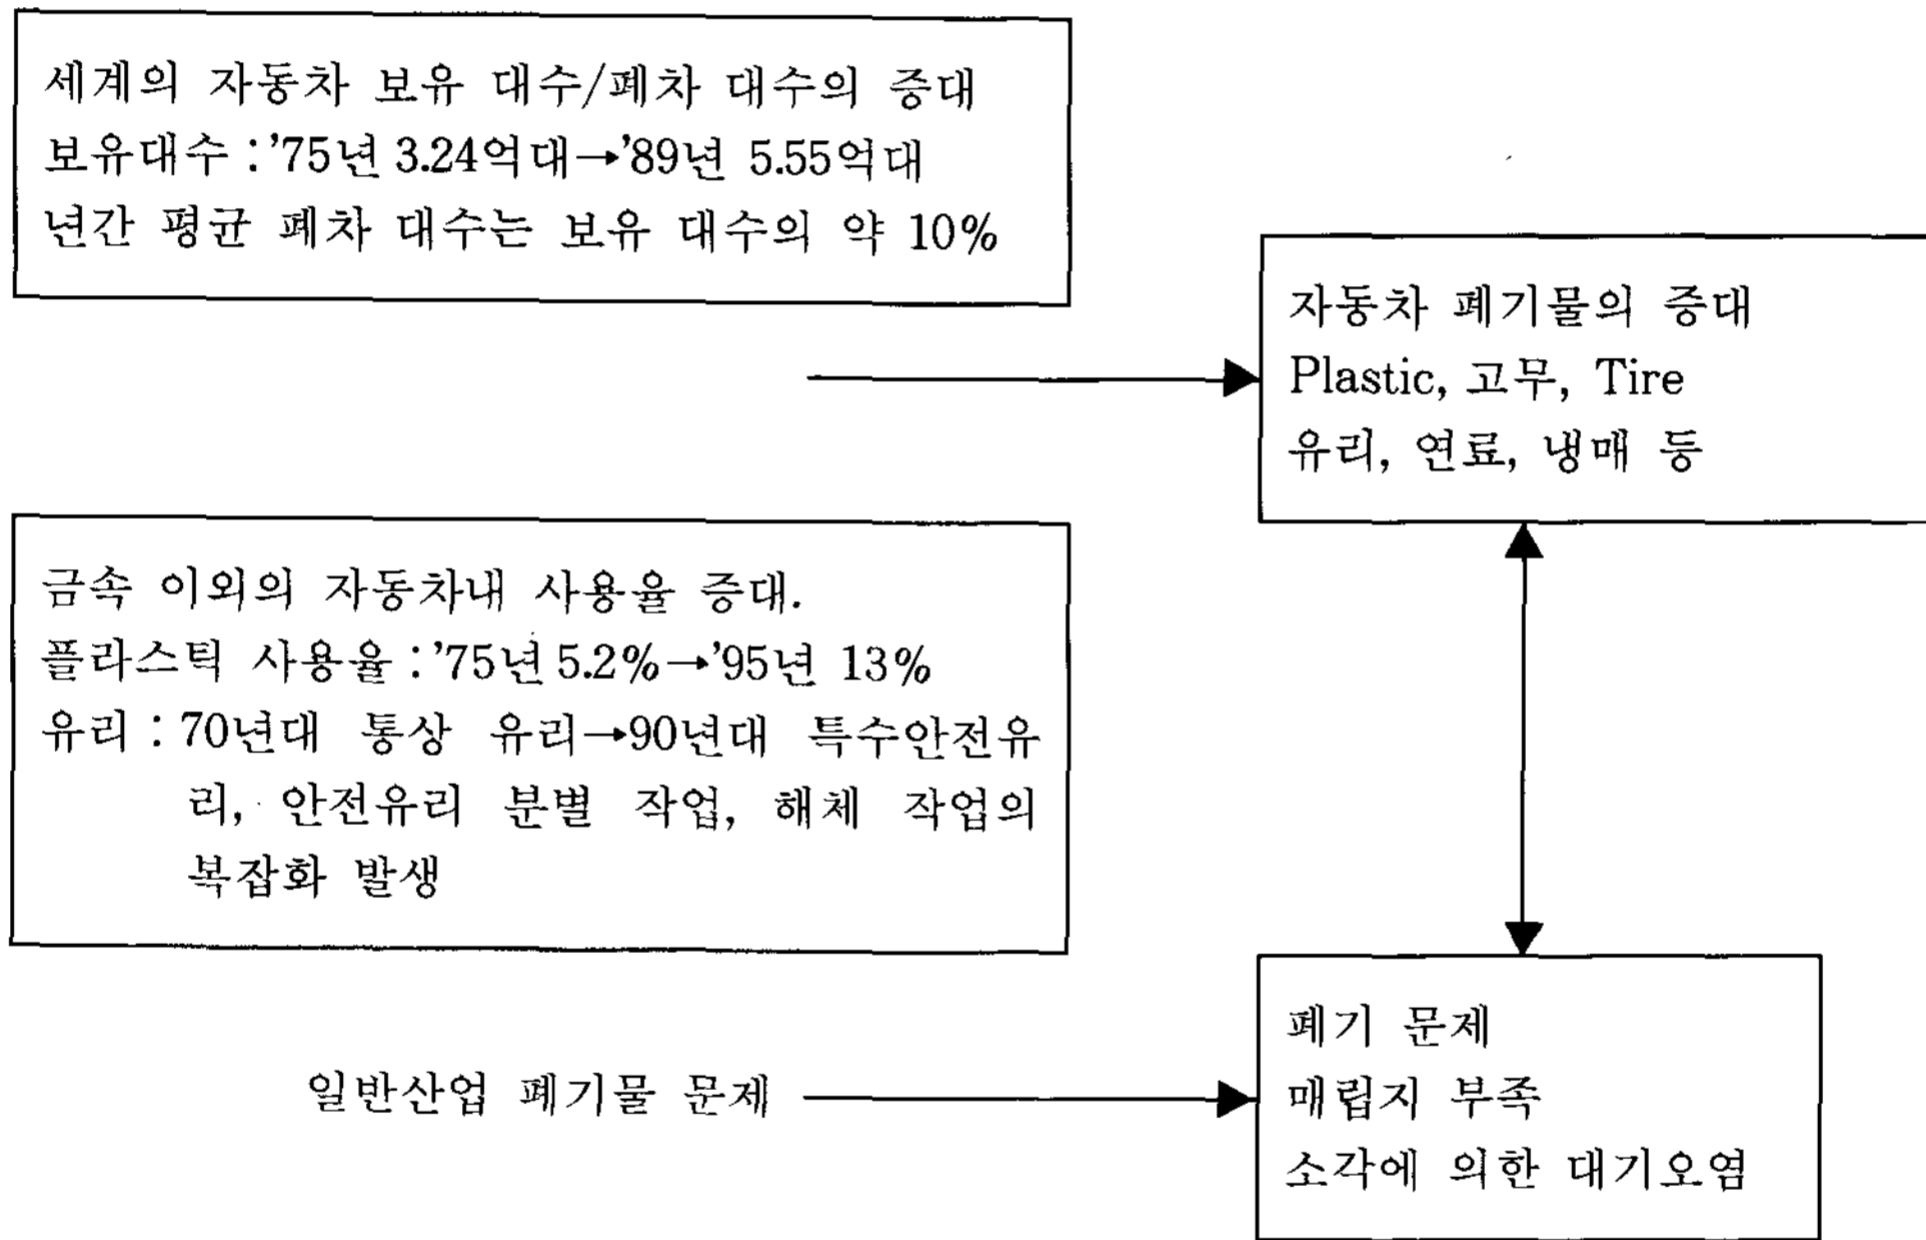 세계의 자동차 보유 대수/폐차 대수의 증대
보유대수 : '75년 3.24억대→'89년 5.55억대
년간 평균 폐차 대수는 보유 대수의 약 10%
자동차 폐기물의 증대
Plastic, 고무, Tire
유리, 연료, 냉매 등
금속 이외의 자동차내 사용율 증대.
플라스틱 사용율 : '75년 5.2%→'95년 13%
유리 : 70년대 통상 유리→90년대 특수안전유
리, 안전유리 분별 작업, 해체 작업의
복잡화 발생
일반산업 폐기물 문제
폐기 문제
매립지 부족
소각에 의한 대기오염